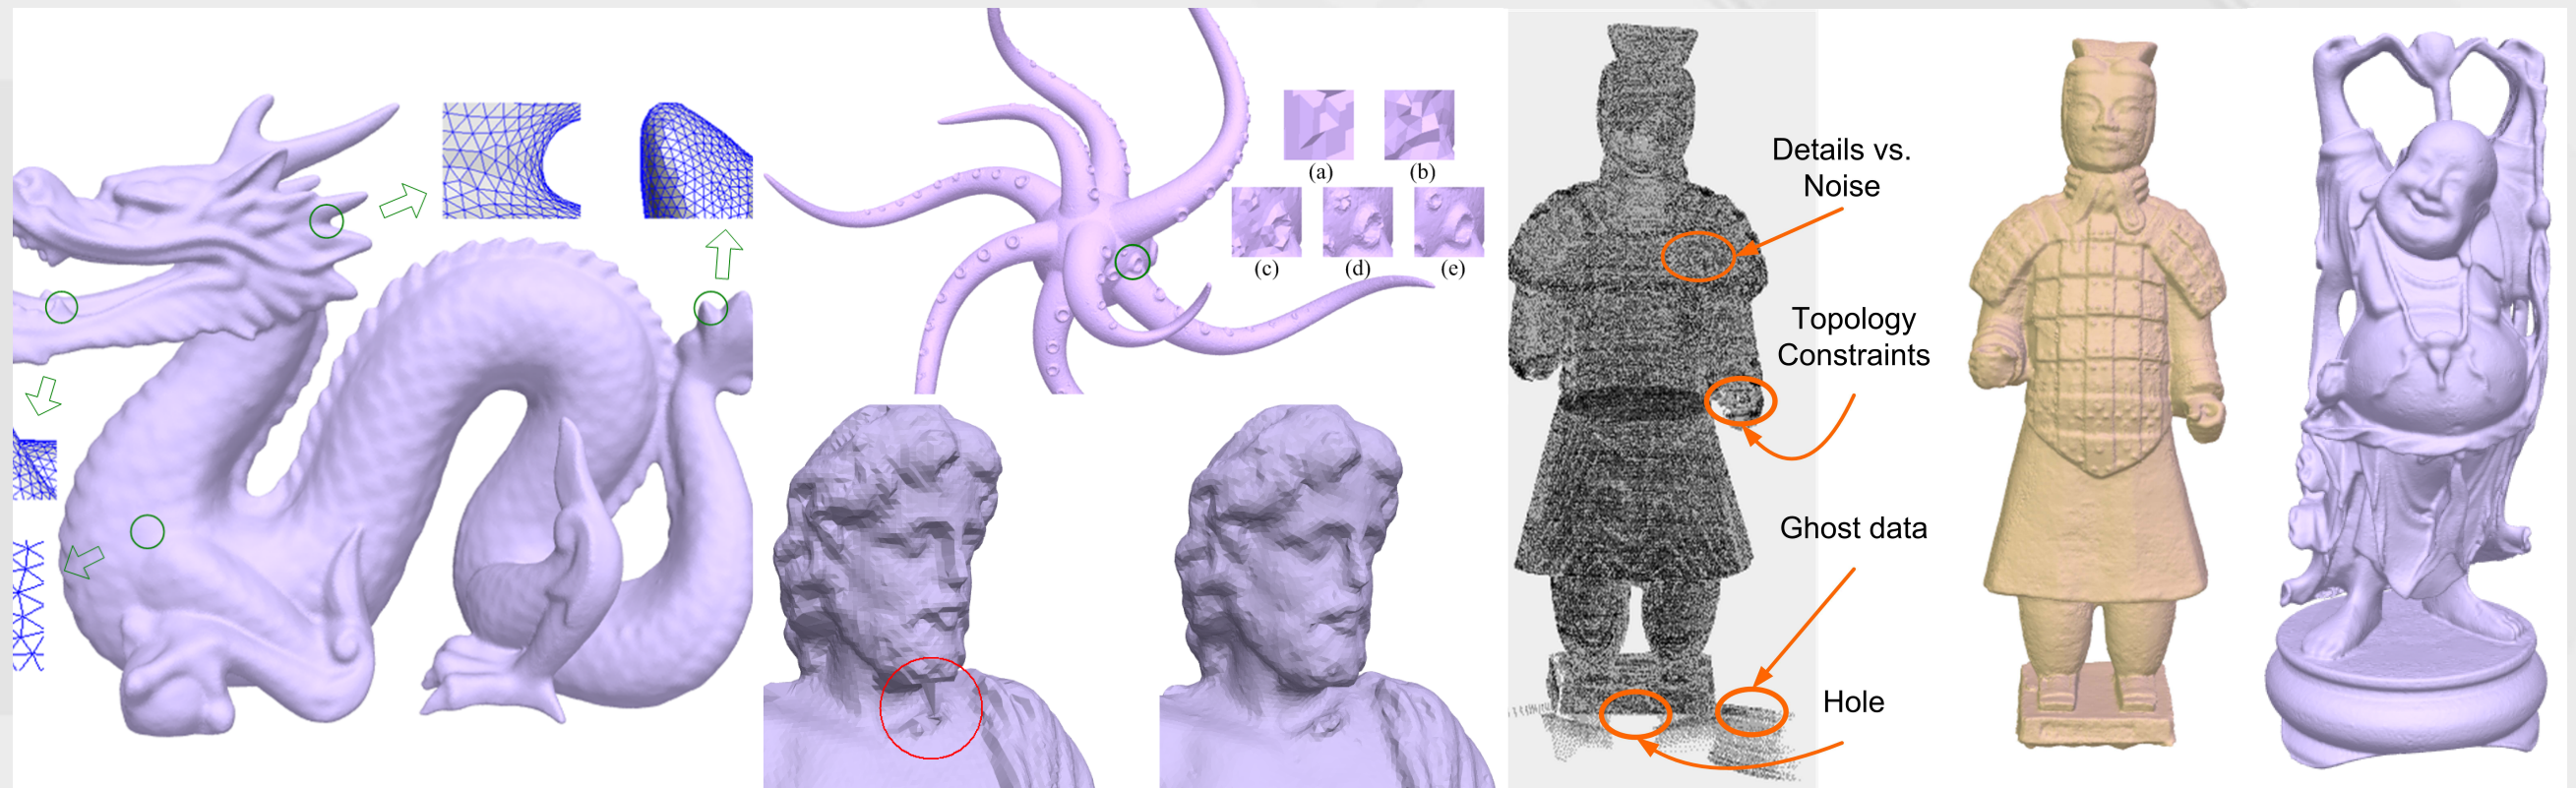 (a)
(b)
(c)
(d)
(e)
Details vs.
Noise
Topology
Constraints
Ghost data
Hole